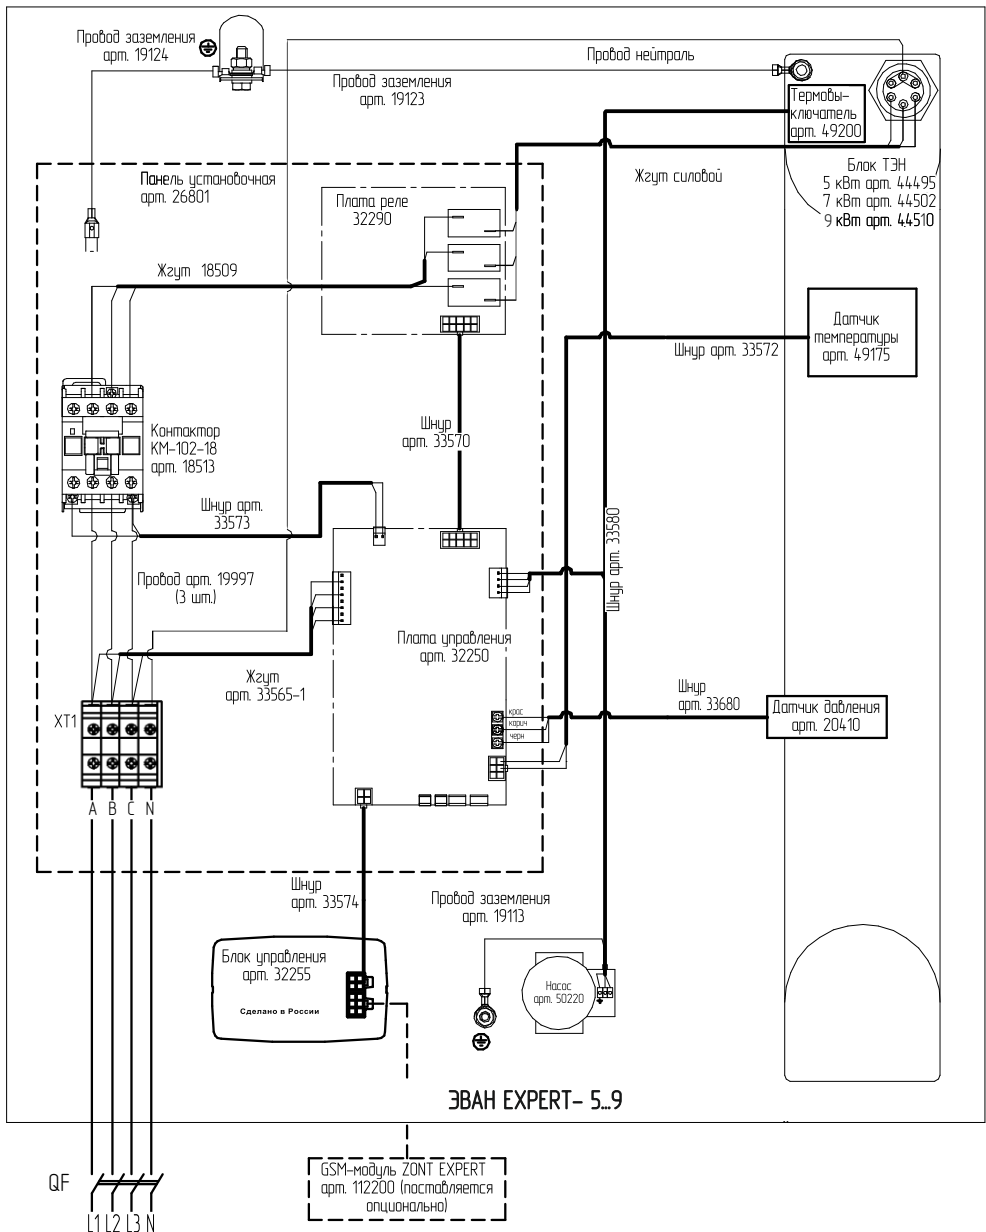 Провод заземления
арт. 19124
Провод нейтраль
Провод заземления
арт. 19123
Термовы-
ключатель
арт. 49200
Жгут силовой
Блок ТЭН
5 кВт арт. 44495
7 кВт арт. 44502
9 кВт арт. 44510
Панель установочная
арт. 26801
Плата реле
32290
Жгут 18509
Датчик
температуры
арт. 49175
Шнур арт. 33572
Контактор
КМ-102-18
арт. 18513
Шнур
арт. 33570
Шнур арт.
33573
Шнур арт. 33580
Провод арт. 19997
(3 шт.)
Плата управления
арт. 32250
Жгут
арт. 33565-1
XT1
Шнур
арт. 33680
крас
корич
черн
Датчик давления
арт. 20410
A B C N
Шнур
арт. 33574
Провод заземления
арт. 19113
Блок управления
арт. 32255
Сделано в России
Насос
арт. 50220
ЭВАН EXPERT- 5...9
QF
GSM-модуль ZONT EXPERT
арт. 112200 (поставляется
опционально)
L1 L2 L3 N